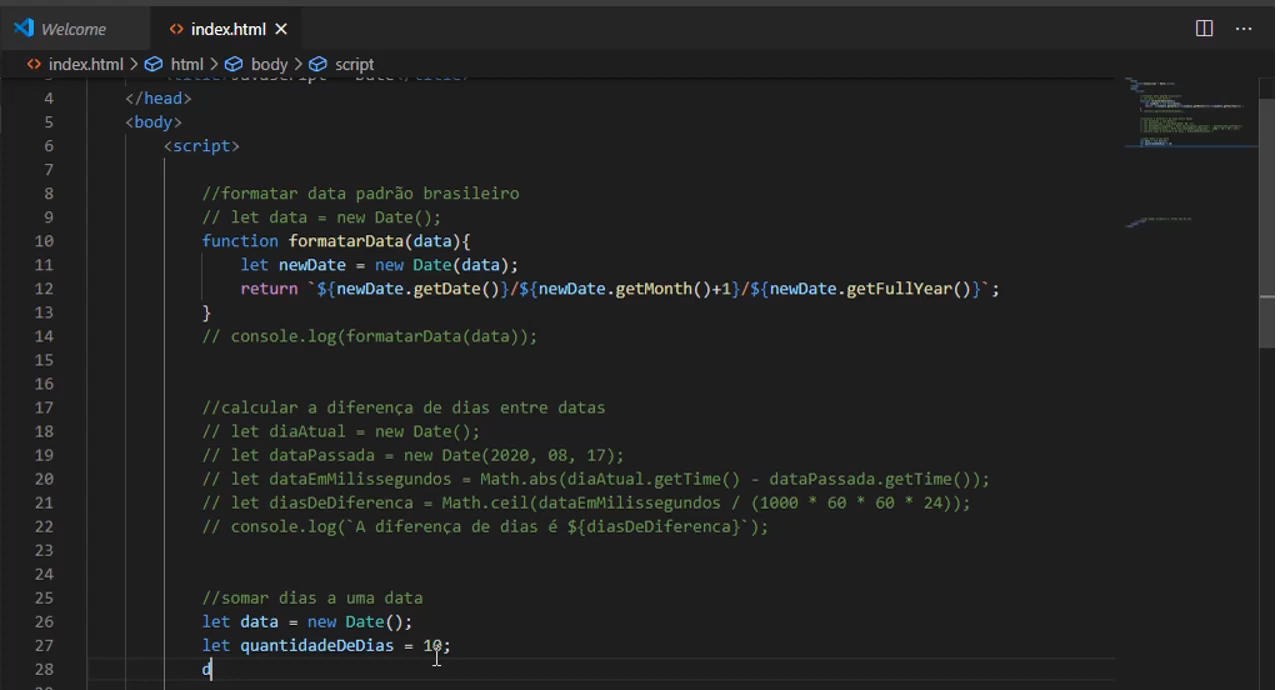 Welcome
index.html
index.html > html > body > script
3 <title>JavaScript - Date</title>
4 </head>
5 <body>
6 <script>
7
8 //formatar data padrão brasileiro
9 // let data = new Date();
10 function formatarData(data){
11 let newDate = new Date(data);
12 return `${newDate.getDate()}/${newDate.getMonth()+1}/${newDate.getFullYear()}`;
13 }
14 // console.log(formatarData(data));
15
16
17 //calcular a diferença de dias entre datas
18 // let diaAtual = new Date();
19 // let dataPassada = new Date(2020, 08, 17);
20 // let dataEmMilissegundos = Math.abs(diaAtual.getTime() - dataPassada.getTime());
21 // let diasDeDiferenca = Math.ceil(dataEmMilissegundos / (1000 * 60 * 60 * 24));
22 // console.log(`A diferença de dias é ${diasDeDiferenca}`);
23
24
25 //somar dias a uma data
26 let data = new Date();
27 let quantidadeDeDias = 10;
28 d